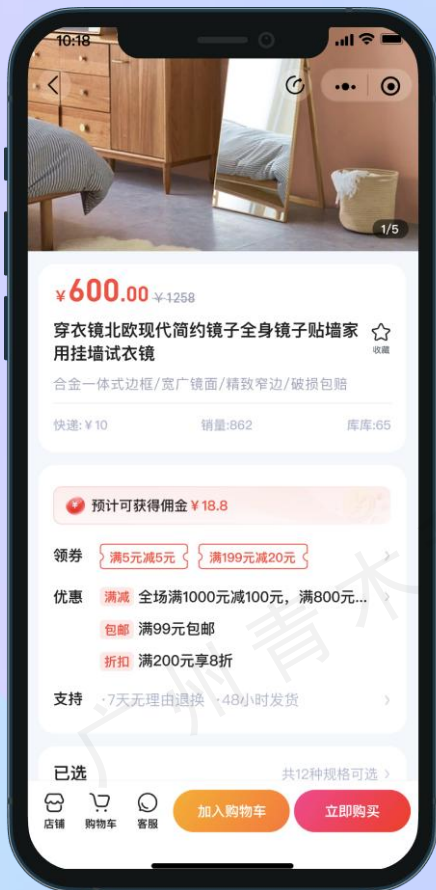 10:18
1/5
¥600.00 ¥1258
穿衣镜北欧现代简约镜子全身镜子贴墙家
用挂墙试衣镜
收藏
合金一体式边框/宽广镜面/精致窄边/破损包赔
快递:¥10 销量:862 库库:65
预计可获得佣金¥18.8
领券 满5元减5元 满199元减20元
优惠 满减 全场满1000元减100元，满800元...
包邮 满99元包邮
折扣 满200元享8折
支持 ·7天无理由退换 ·48小时发货
已选 共12种规格可选
店铺 购物车 客服 加入购物车 立即购买
广州青木